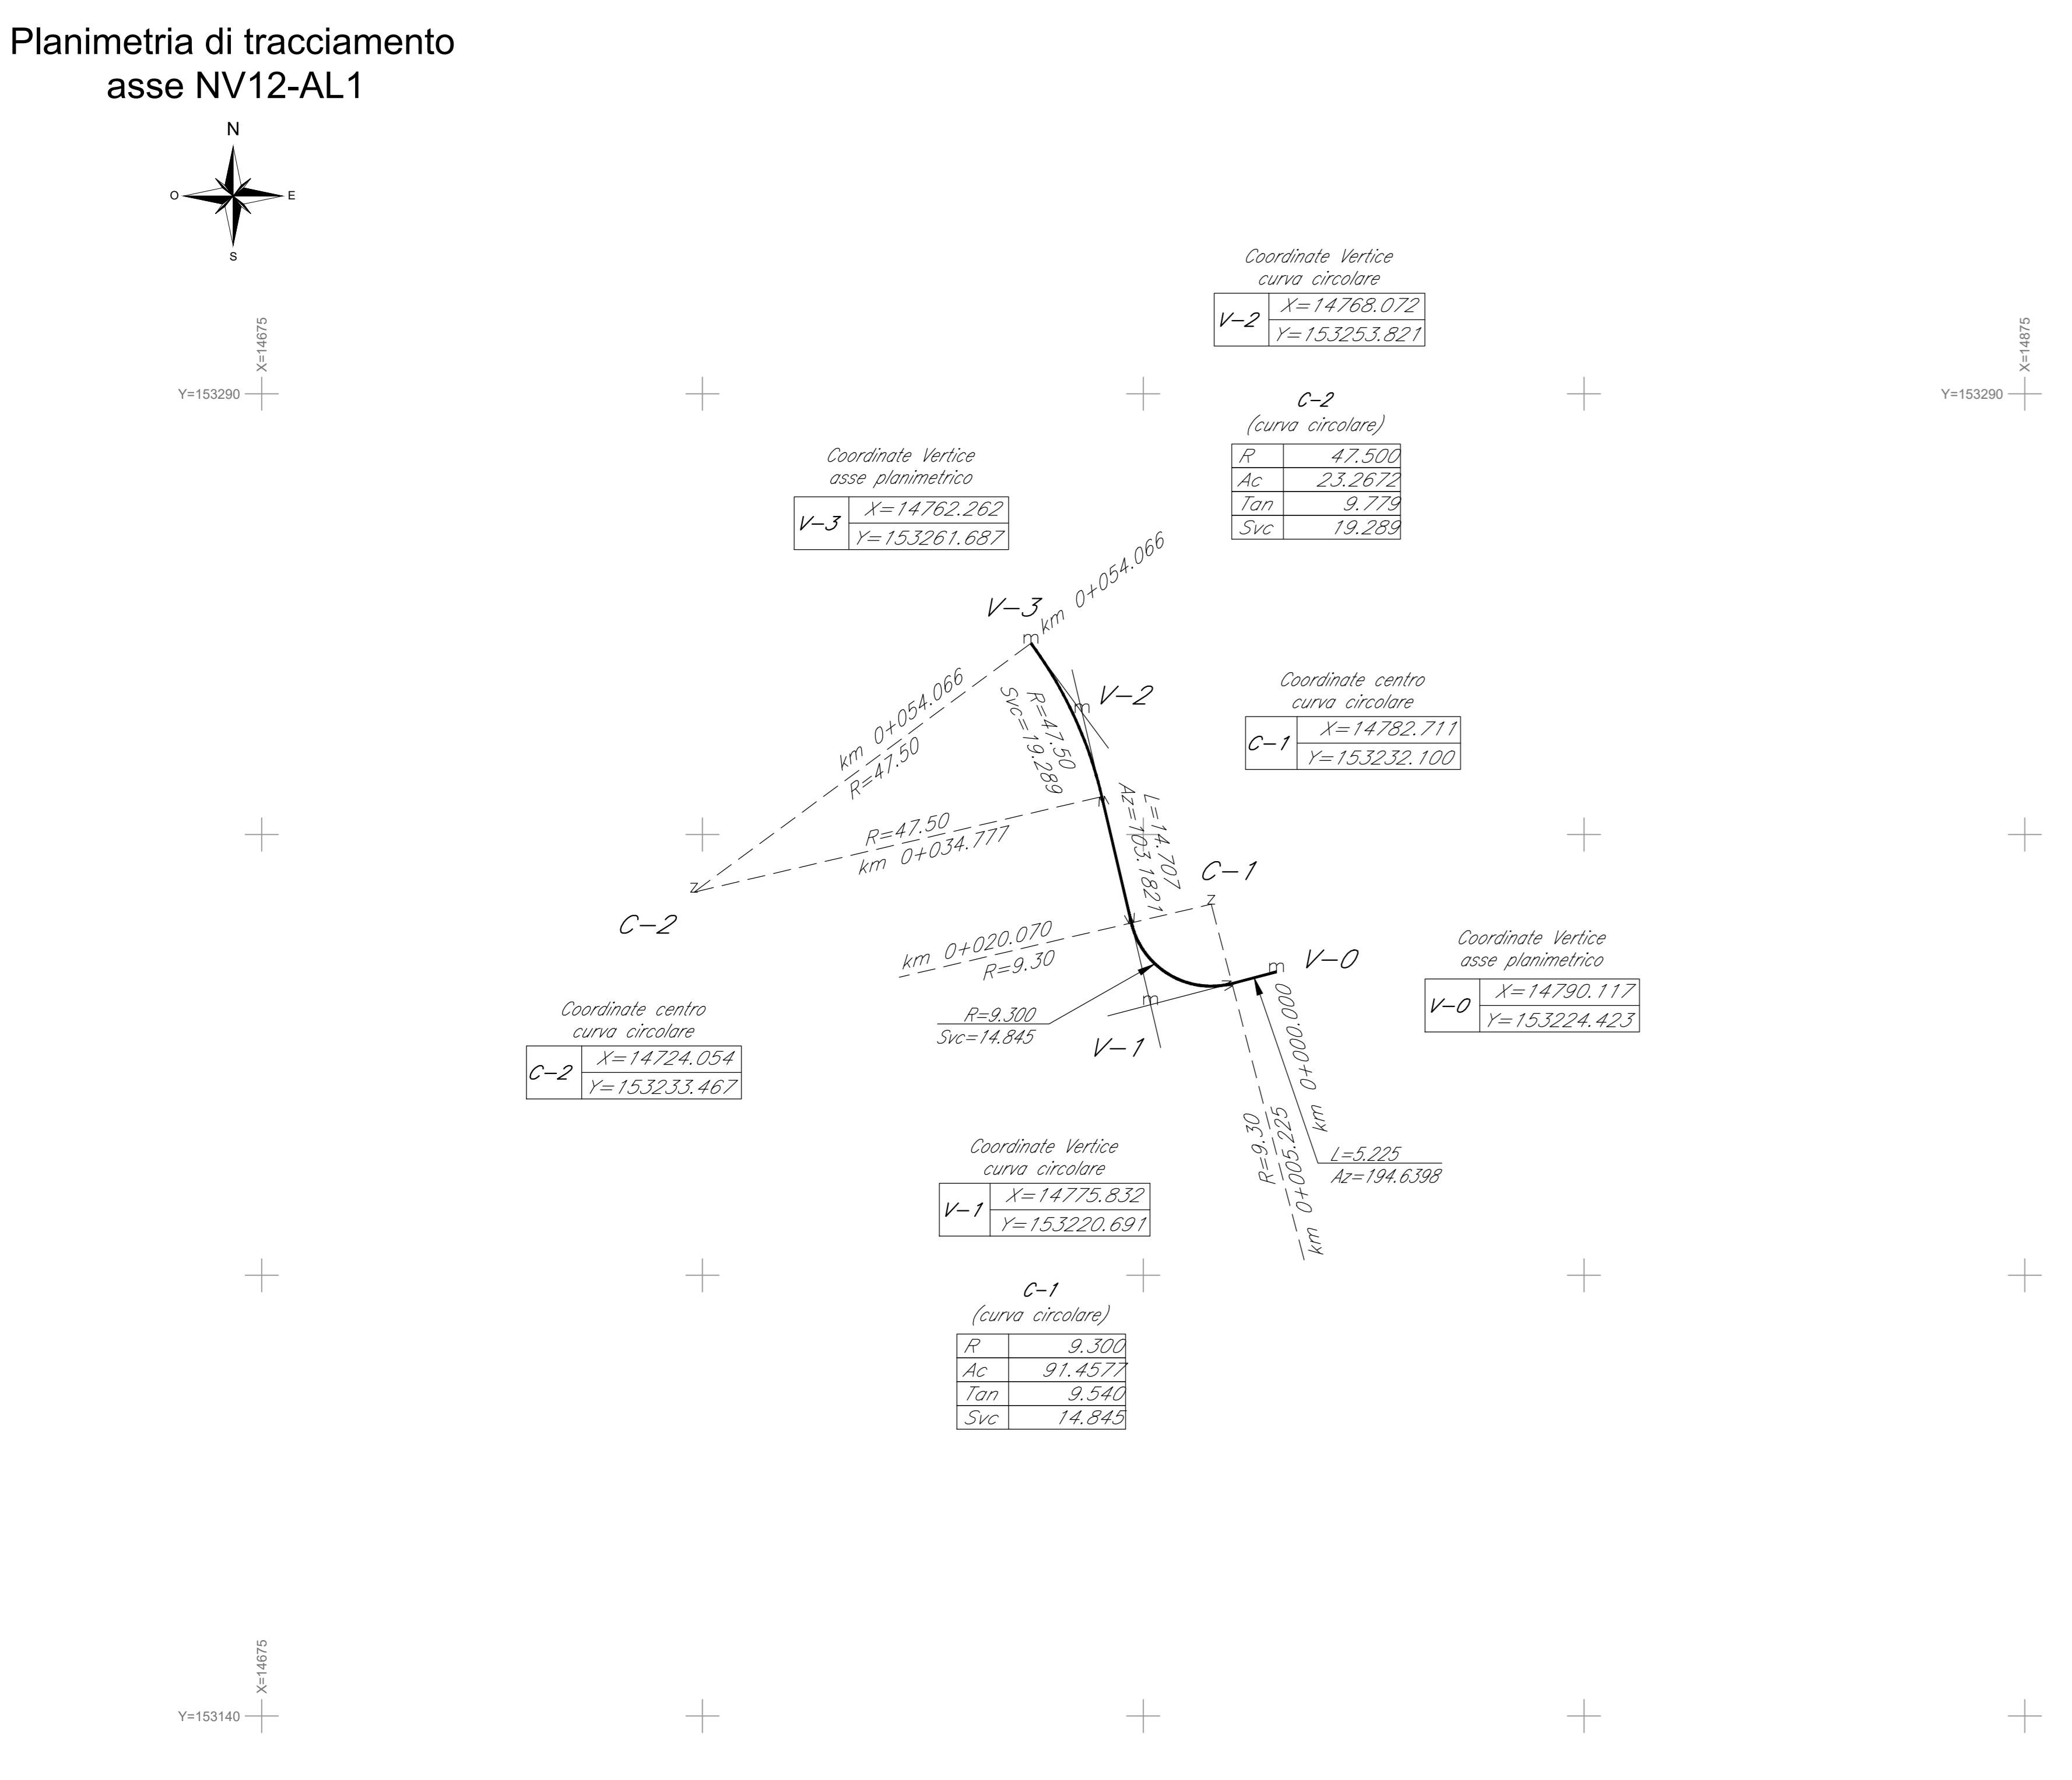 Planimetria di tracciamento
asse NV12-AL1
N
O
E
S
Coordinate Vertice
curva circolare
V-2
X=14768.072
Y=153253.821
X=14675
X=14875
Y=153290
Y=153290
C-2
(curva circolare)
R 47.500
Ac 23.2672
Tan 9.779
Svc 19.289
Coordinate Vertice
asse planimetrico
V-3
X=14762.262
Y=153261.687
km 0+054.066
V-3
m
V-2
m
km 0+054.066
R=47.50
R=47.50
Svc=19.289
Coordinate centro
curva circolare
C-1
X=14782.711
Y=153232.100
L=14.707
Az=103.1821
R=47.50
km 0+034.777
z
C-2
C-1
z
km 0+020.070
R=9.30
V-0
m
Coordinate Vertice
asse planimetrico
V-0
X=14790.117
Y=153224.423
m
V-1
R=9.300
Svc=14.845
Coordinate centro
curva circolare
C-2
X=14724.054
Y=153233.467
km 0+000.000
R=9.30
km 0+005.225
L=5.225
Az=194.6398
Coordinate Vertice
curva circolare
V-1
X=14775.832
Y=153220.691
C-1
(curva circolare)
R 9.300
Ac 91.4577
Tan 9.540
Svc 14.845
X=14675
Y=153140